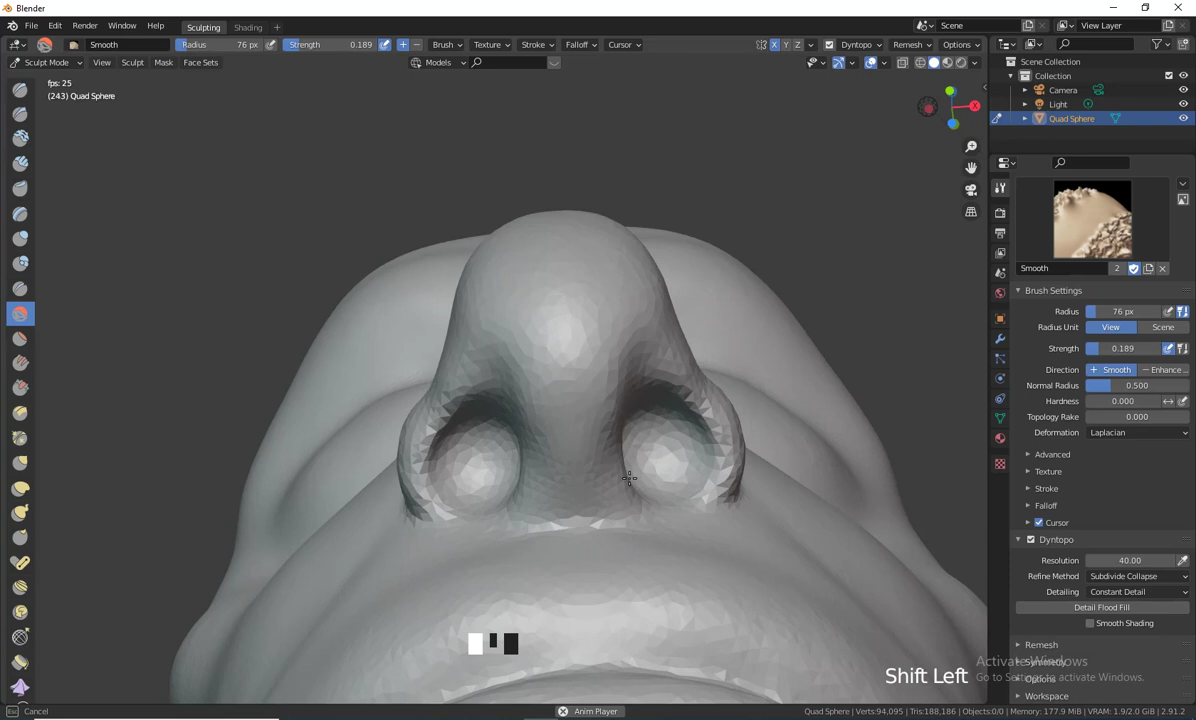 Blender
File Edit Render Window Help Sculpting Shading + Scene View Layer
Smooth Radius 76 px Strength 0.189 + − Brush Texture Stroke Falloff Cursor X Y Z Dyntopo Remesh Options
Sculpt Mode View Sculpt Mask Face Sets Models
fps: 25
(243) Quad Sphere
X
Scene Collection
Collection
Camera
Light
Quad Sphere
Smooth 2
Brush Settings
Radius 76 px
Radius Unit View Scene
Strength 0.189
Direction + Smooth − Enhance ...
Normal Radius 0.500
Hardness 0.000
Topology Rake 0.000
Deformation Laplacian
Advanced
Texture
Stroke
Falloff
Cursor
Dyntopo
Resolution 40.00
Refine Method Subdivide Collapse
Detailing Constant Detail
Detail Flood Fill
Smooth Shading
Remesh
Symmetry
Options
Workspace
Activate Windows
Go to Settings to activate Windows.
Shift Left
Esc Cancel Anim Player Quad Sphere | Verts:94,095 | Tris:188,186 | Objects:0/0 | Memory: 177.9 MiB | VRAM: 1.9/2.0 GiB | 2.91.2